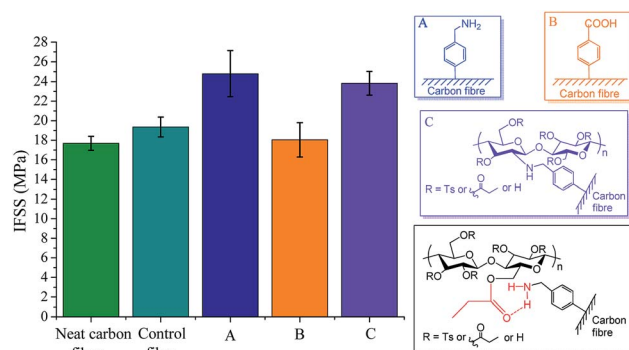 28
26
24
22
20
18
16
14
12
10
8
6
4
2
0
IFSS (MPa)
Neat carbon
Control
A
B
C
A
NH2
Carbon fibre
B
COOH
Carbon fibre
C
OR
RO
OR
O
O
O
n
RO
RO
O
NH
R = Ts or
O
or H
Carbon
fibre
OR
RO
OR
O
O
O
n
RO
OR
O
H-N
H
O
R = Ts or
O
or H
Carbon
fibre